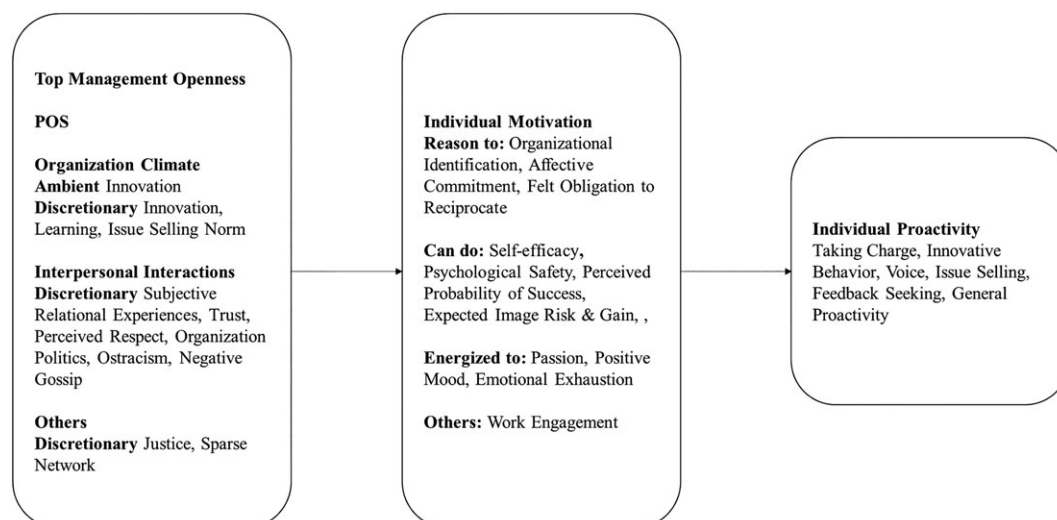 Top Management Openness
POS
Organization Climate
Ambient Innovation
Discretionary Innovation,
Learning, Issue Selling Norm
Interpersonal Interactions
Discretionary Subjective
Relational Experiences, Trust,
Perceived Respect, Organization
Politics, Ostracism, Negative
Gossip
Others
Discretionary Justice, Sparse
Network
Individual Motivation
Reason to: Organizational
Identification, Affective
Commitment, Felt Obligation to
Reciprocate
Can do: Self-efficacy,
Psychological Safety, Perceived
Probability of Success,
Expected Image Risk & Gain, ,
Energized to: Passion, Positive
Mood, Emotional Exhaustion
Others: Work Engagement
Individual Proactivity
Taking Charge, Innovative
Behavior, Voice, Issue Selling,
Feedback Seeking, General
Proactivity